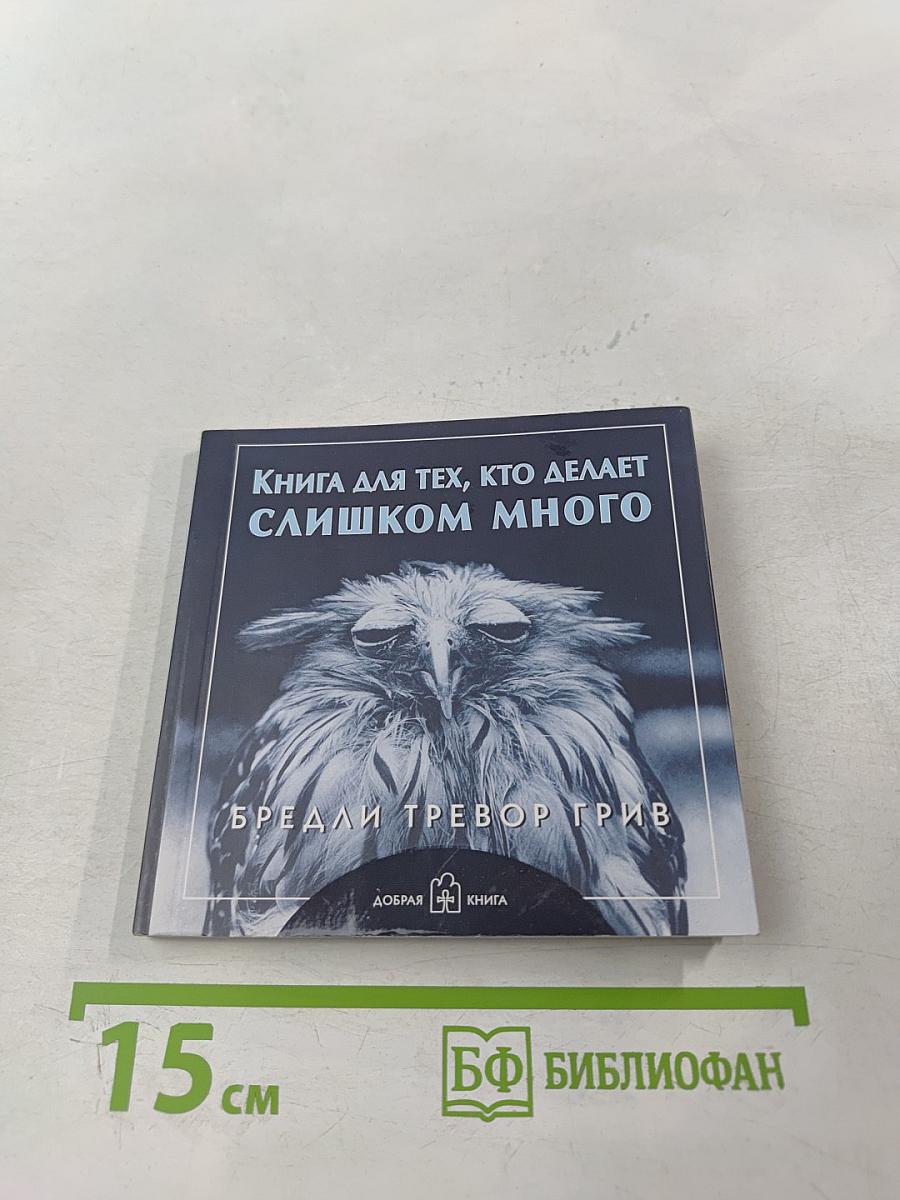 Книга для тех, кто делает
слишком много
БРЕДЛИ ТРЕВОР ГРИВ
ДОБРАЯ КНИГА
15 см
БФ БИБЛИОФАН